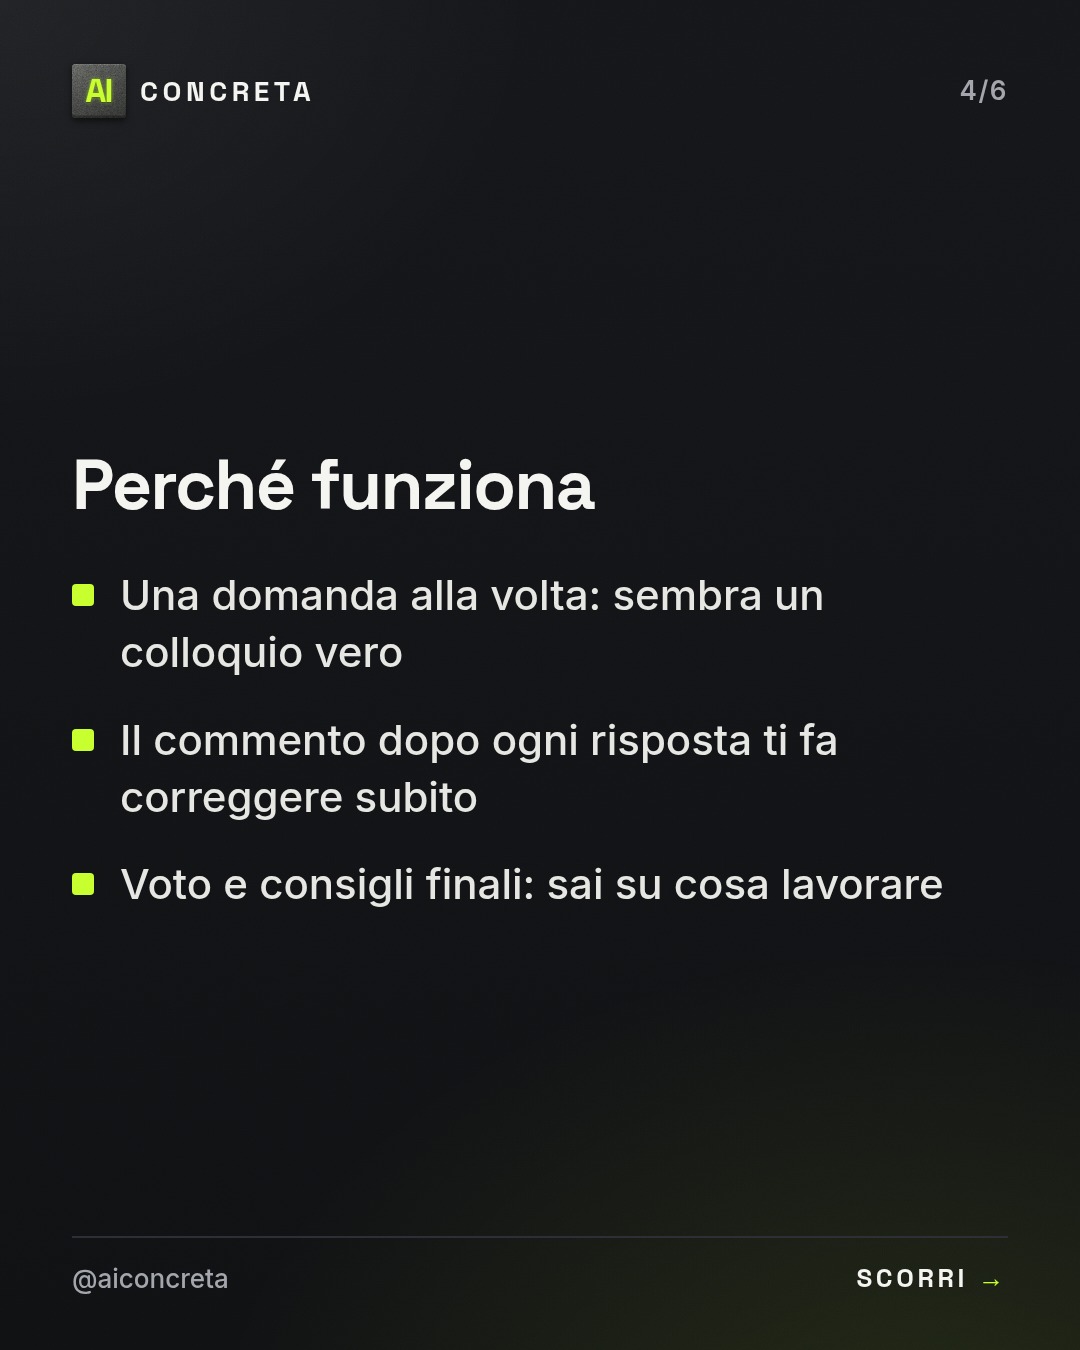 AI CONCRETA
4/6
Perché funziona
Una domanda alla volta: sembra un
colloquio vero
Il commento dopo ogni risposta ti fa
correggere subito
Voto e consigli finali: sai su cosa lavorare
@aiconcreta
SCORRI →